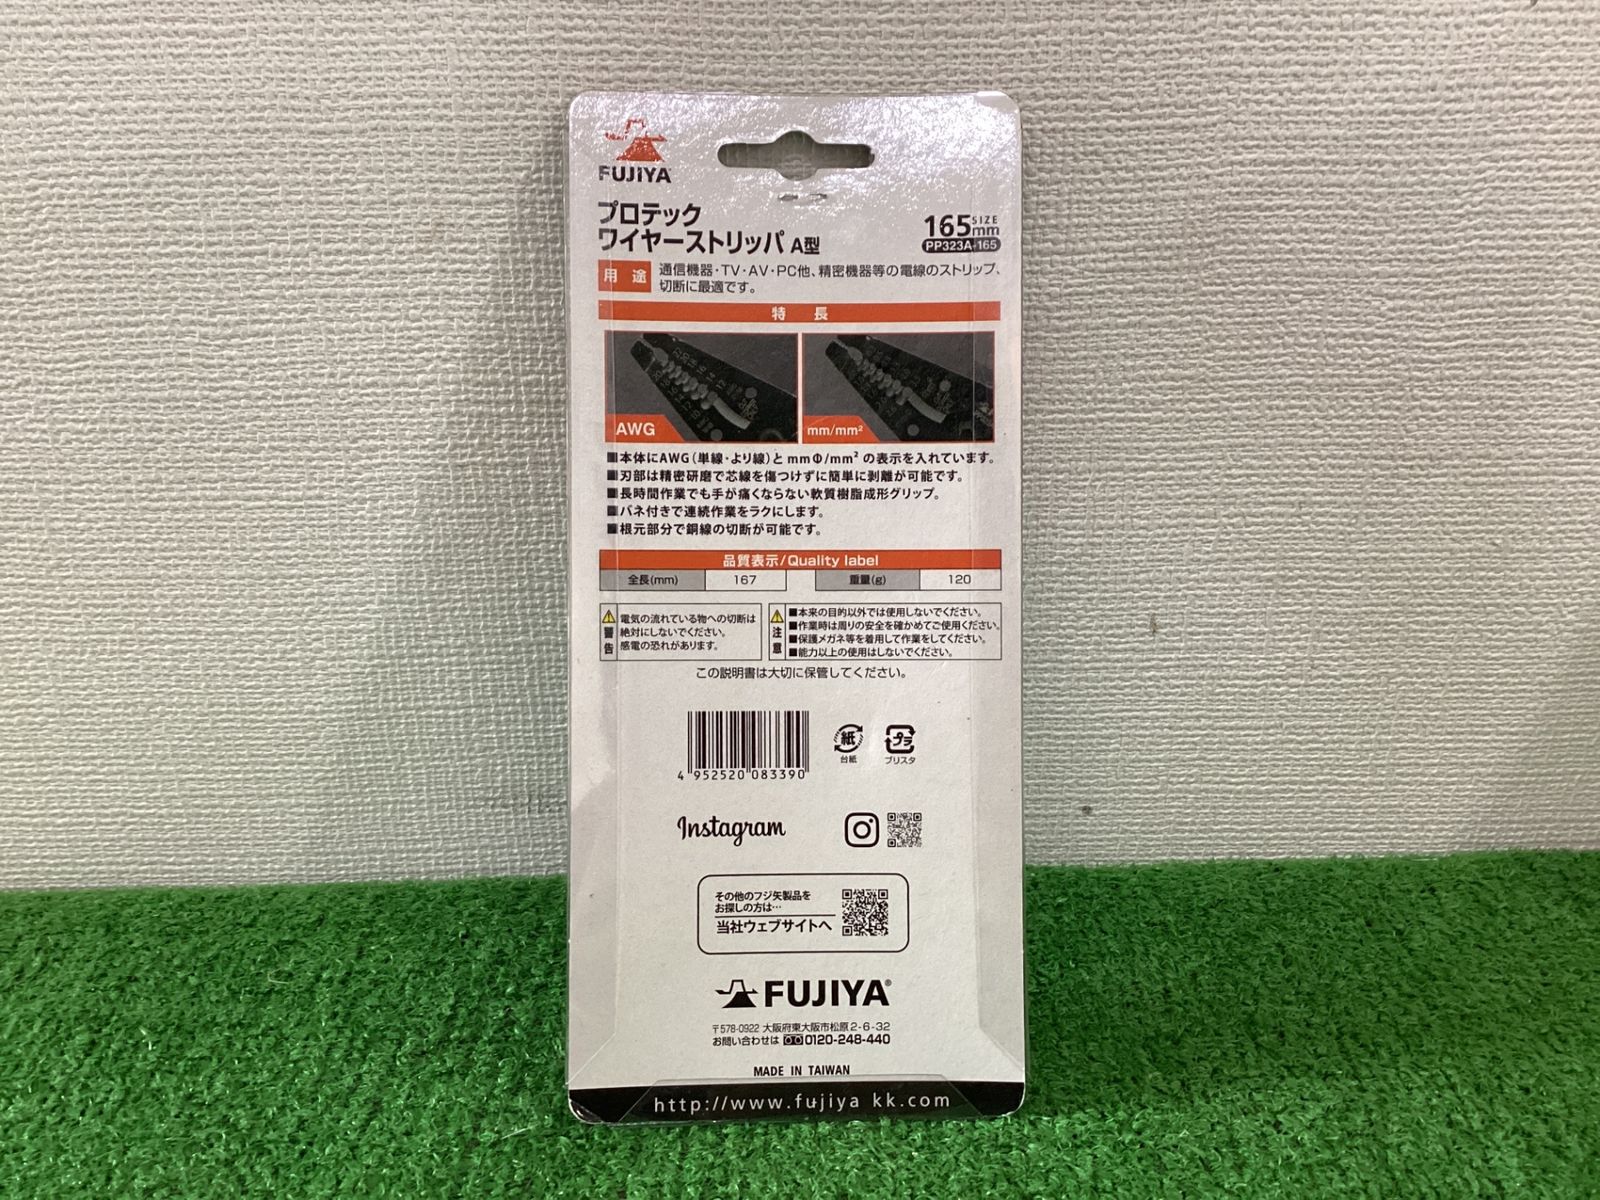 FUJIYA
プロテック
ワイヤーストリッパ A型
165 SIZE mm
PP323A-165
用途
通信機器・TV・AV・PC他、精密機器等の電線のストリップ、
切断に最適です。
特長
AWG
mm/mm²
■本体にAWG(単線・より線)とmmΦ/mm²の表示を入れています。
■刃部は精密研磨で芯線を傷つけずに簡単に剥離が可能です。
■長時間作業でも手が痛くならない軟質樹脂成形グリップ。
■バネ付きで連続作業をラクにします。
■根元部分で銅線の切断が可能です。
品質表示/Quality label
全長(mm) 167 重量(g) 120
警告
電気の流れている物への切断は
絶対にしないでください。
感電の恐れがあります。
注意
■本来の目的以外では使用しないでください。
■作業時は周りの安全を確かめてご使用ください。
■保護メガネ等を着用して作業をしてください。
■能力以上の使用はしないでください。
この説明書は大切に保管してください。
4 952520 083390
紙
台紙
プラ
ブリスタ
Instagram
その他のフジ矢製品を
お探しの方は…
当社ウェブサイトへ
FUJIYA®
〒578-0922 大阪府東大阪市松原2-6-32
お問い合わせは 0120-248-440
MADE IN TAIWAN
http://www.fujiya kk.com